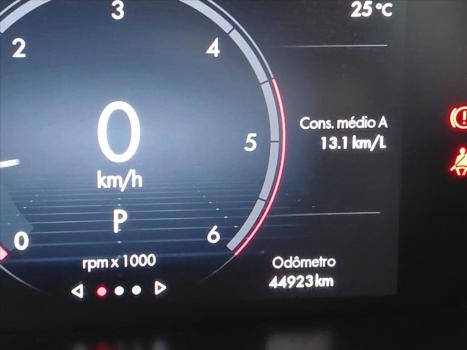 25 °C
3
2
4
Cons. médio A
13.1 km/L
0
5
km/h
P
0
6
rpm x 1000
Odômetro
44923 km